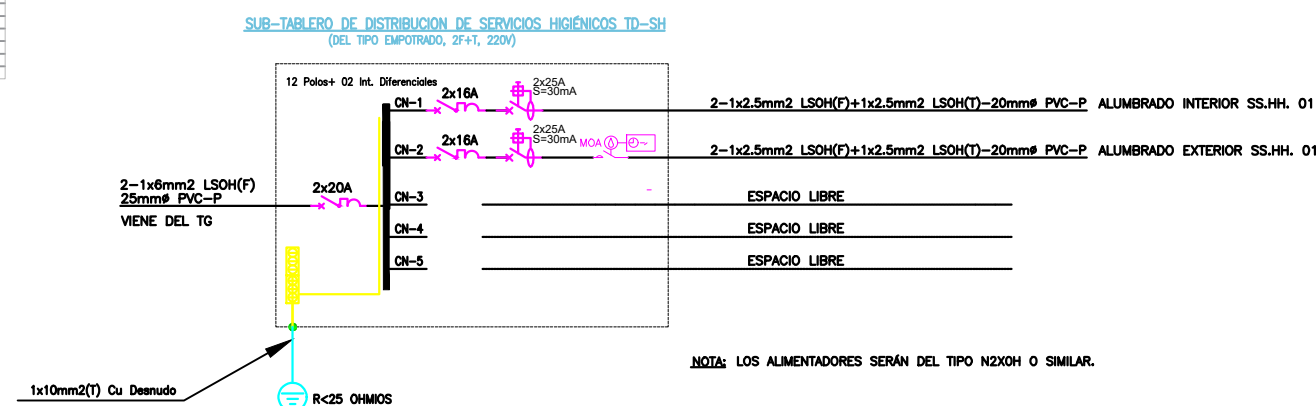 SUB-TABLERO DE DISTRIBUCION DE SERVICIOS HIGIÉNICOS TD-SH
(DEL TIPO EMPOTRADO, 2F+T, 220V)
12 Polos+ 02 Int. Diferenciales
CN-1
2x16A
2x25A
S=30mA
2-1x2.5mm2 LSOH(F)+1x2.5mm2 LSOH(T)-20mmø PVC-P
ALUMBRADO INTERIOR SS.HH. 01
CN-2
2x16A
2x25A
S=30mA
MOA
2-1x2.5mm2 LSOH(F)+1x2.5mm2 LSOH(T)-20mmø PVC-P
ALUMBRADO EXTERIOR SS.HH. 01
2-1x6mm2 LSOH(F)
25mmø PVC-P
VIENE DEL TG
2x20A
CN-3
ESPACIO LIBRE
CN-4
ESPACIO LIBRE
CN-5
ESPACIO LIBRE
NOTA: LOS ALIMENTADORES SERÁN DEL TIPO N2XOH O SIMILAR.
1x10mm2(T) Cu Desnudo
R<25 OHMIOS